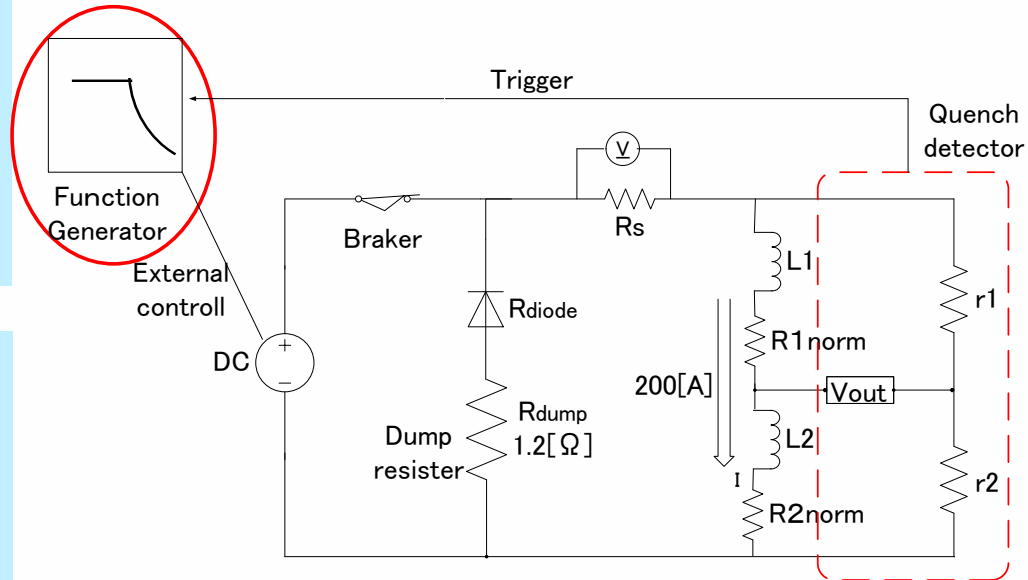 Trigger
Quench
detector
Function
Generator
V
Rs
Braker
External
controll
L1
r1
Rdiode
DC
+
−
R1norm
200[A]
Vout
Rdump
1.2[Ω]
Dump
resister
L2
I
r2
R2norm